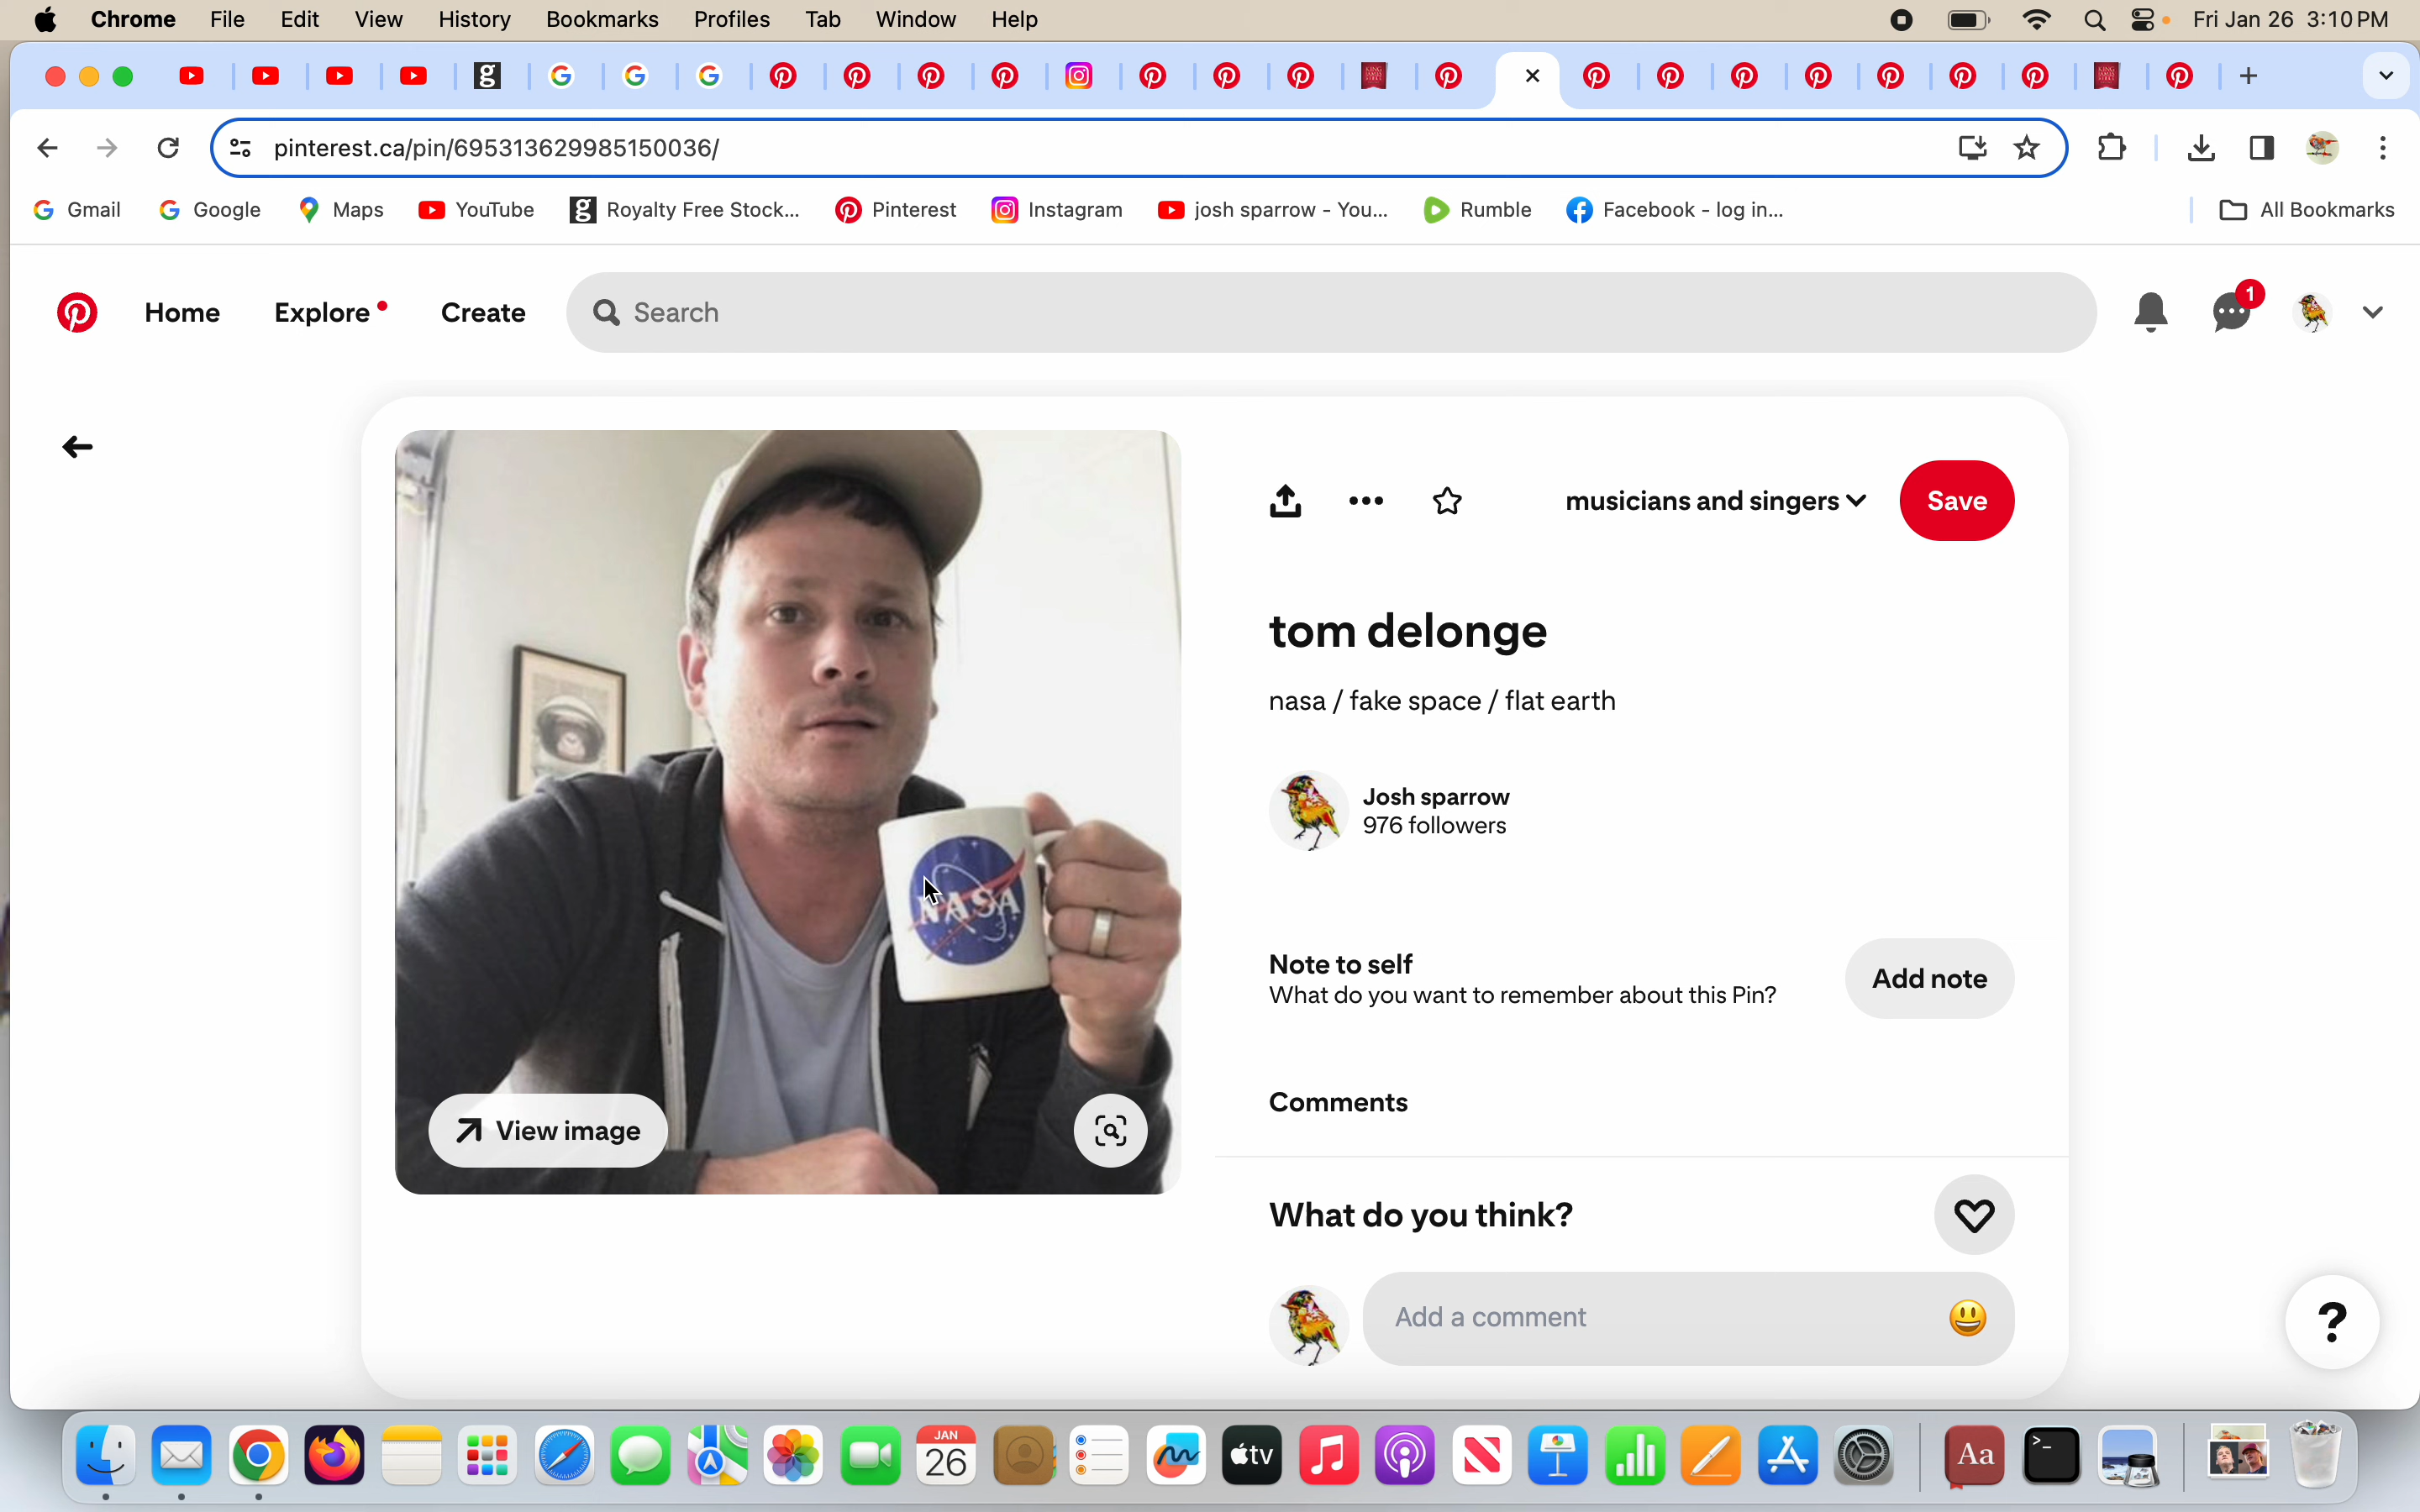 Chrome File Edit View History Bookmarks Profiles Tab Window Help Fri Jan 26 3:10 PM
pinterest.ca/pin/695313629985150036/
Gmail Google Maps YouTube Royalty Free Stock... Pinterest Instagram josh sparrow - You... Rumble Facebook - log in... All Bookmarks
Home Explore Create Search 1
musicians and singers Save
tom delonge
nasa / fake space / flat earth
Josh sparrow
976 followers
NASA
Note to self
What do you want to remember about this Pin?
Add note
Comments
View image
What do you think?
Add a comment
?
JAN
26
tv
Aa